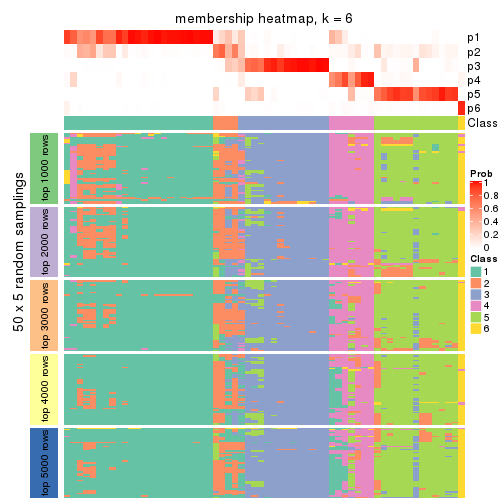 membership heatmap, k = 6
p1
p2
p3
p4
p5
p6
Class
50 x 5 random samplings
top 1000 rows
top 2000 rows
top 3000 rows
top 4000 rows
top 5000 rows
Prob
1
0.8
0.6
0.4
0.2
0
Class
1
2
3
4
5
6